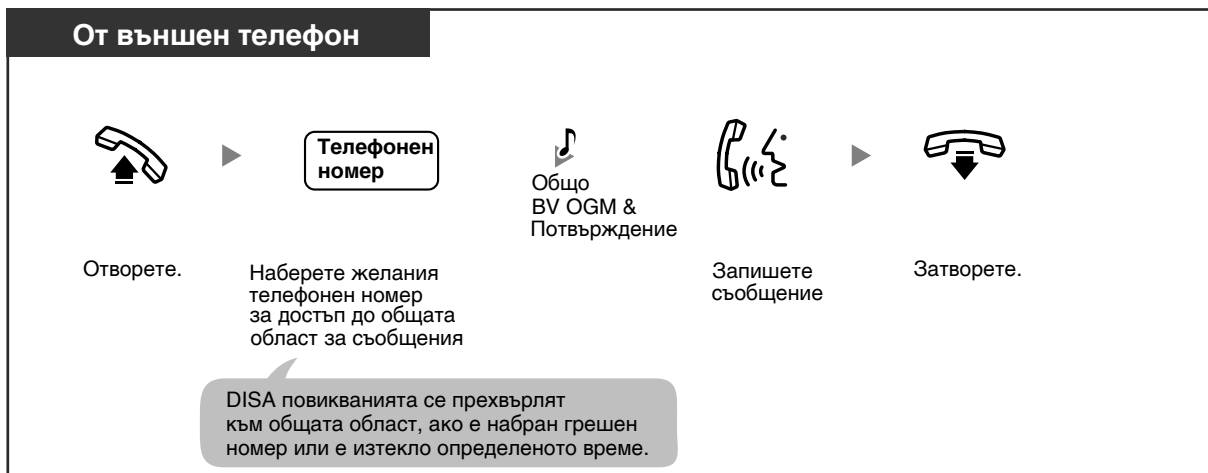 От външен телефон
Телефонен
номер
Общо
BV OGM &
Потвърждение
Отворете.
Наберете желания
телефонен номер
за достъп до общата
област за съобщения
Запишете
съобщение
Затворете.
DISA повикванията се прехвърлят
към общата област, ако е набран грешен
номер или е изтекло определеното време.